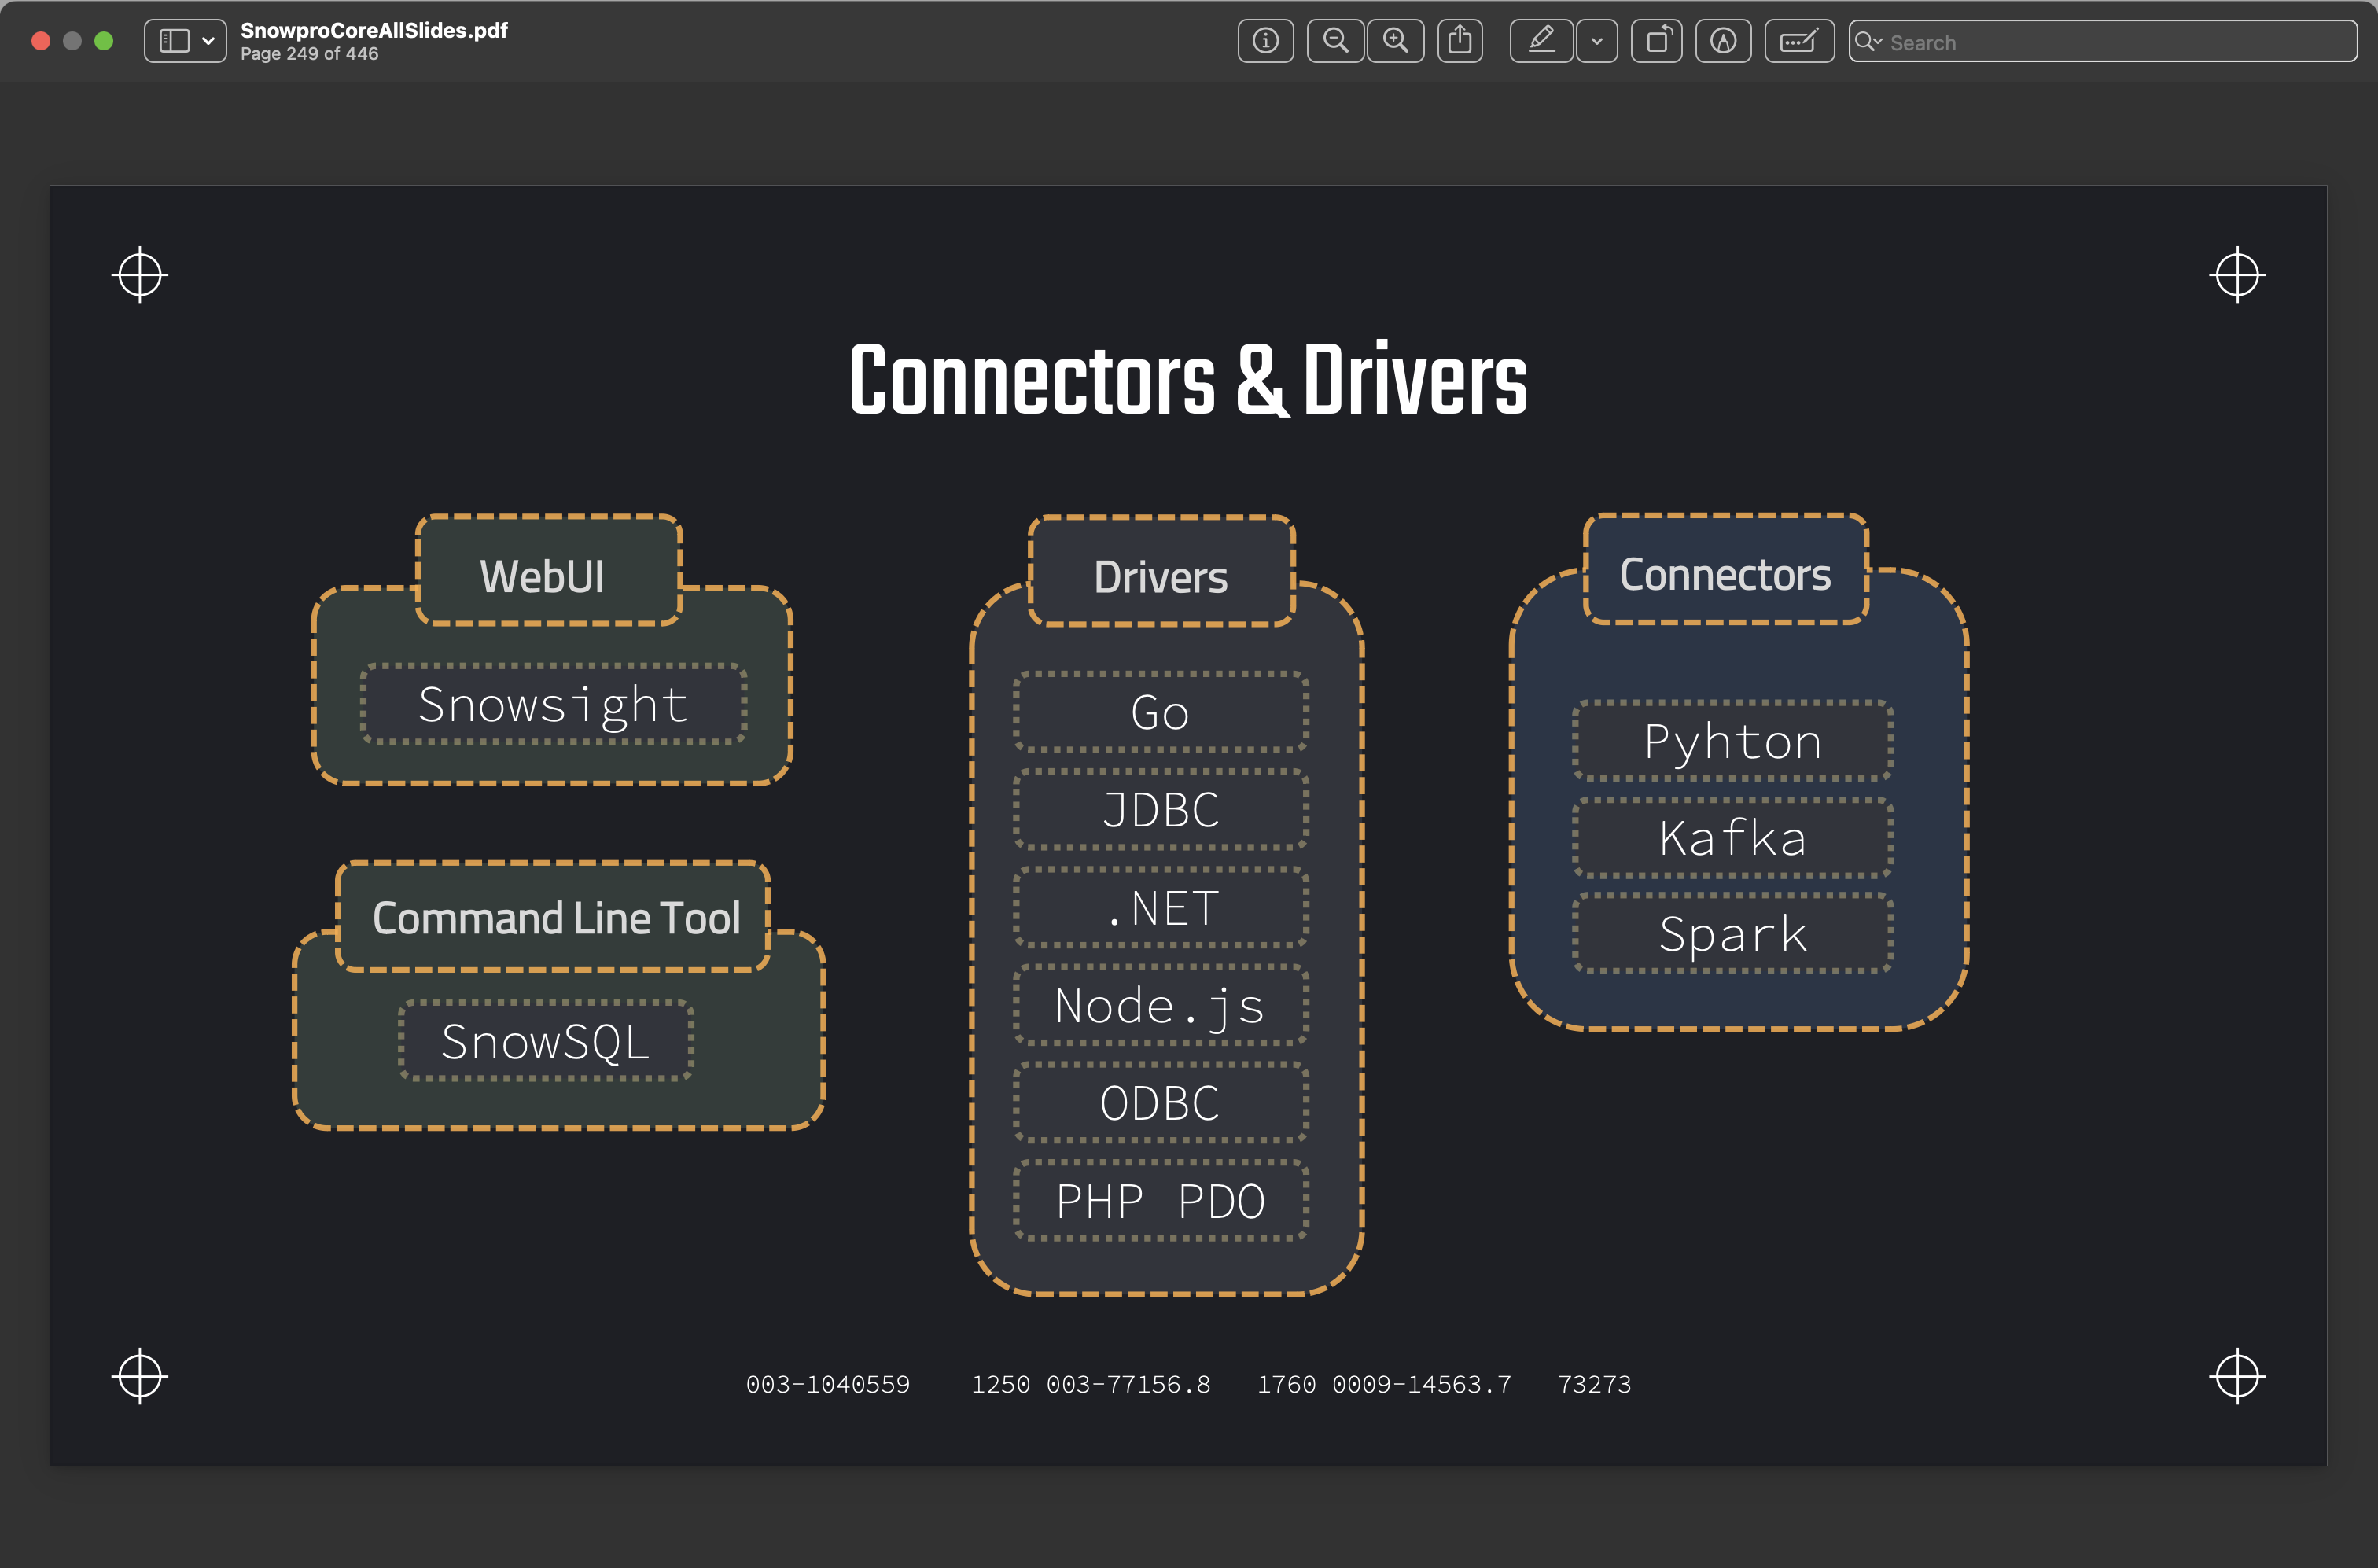 SnowproCoreAllSlides.pdf
Page 249 of 446
Search
Connectors & Drivers
WebUI
Snowsight
Command Line Tool
SnowSQL
Drivers
Go
JDBC
.NET
Node.js
ODBC
PHP PDO
Connectors
Pyhton
Kafka
Spark
003-1040559 1250 003-77156.8 1760 0009-14563.7 73273